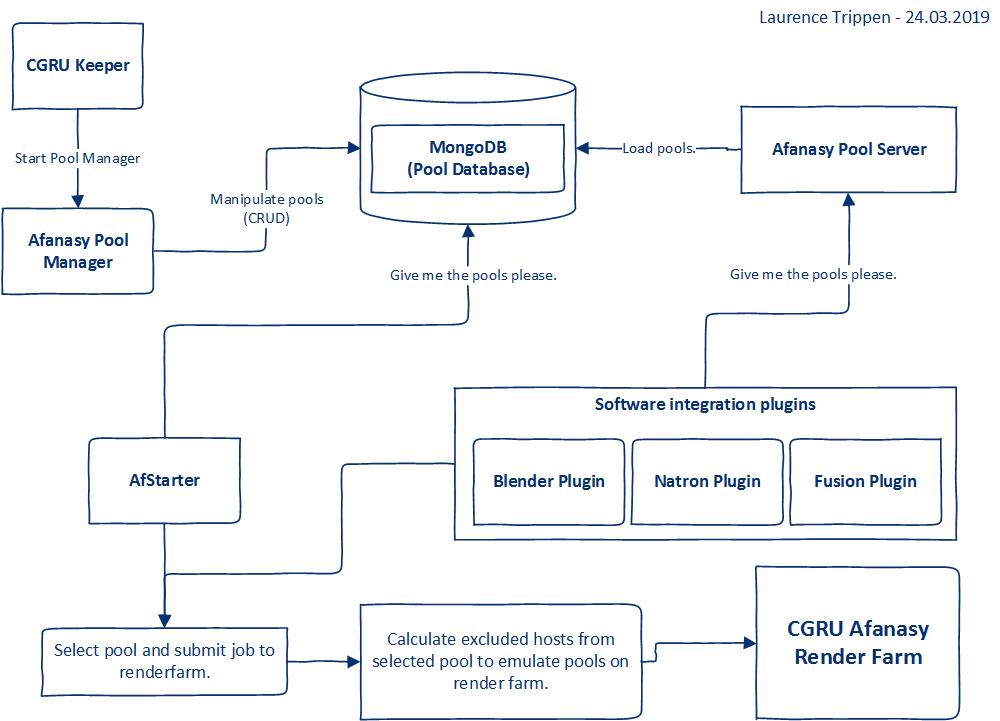 Laurence Trippen - 24.03.2019
CGRU Keeper
Start Pool Manager
Afanasy Pool
Manager
Manipulate pools
(CRUD)
MongoDB
(Pool Database)
Load pools.
Afanasy Pool Server
Give me the pools please.
Give me the pools please.
Software integration plugins
Blender Plugin
Natron Plugin
Fusion Plugin
AfStarter
Select pool and submit job to
renderfarm.
Calculate excluded hosts from
selected pool to emulate pools on
render farm.
CGRU Afanasy
Render Farm